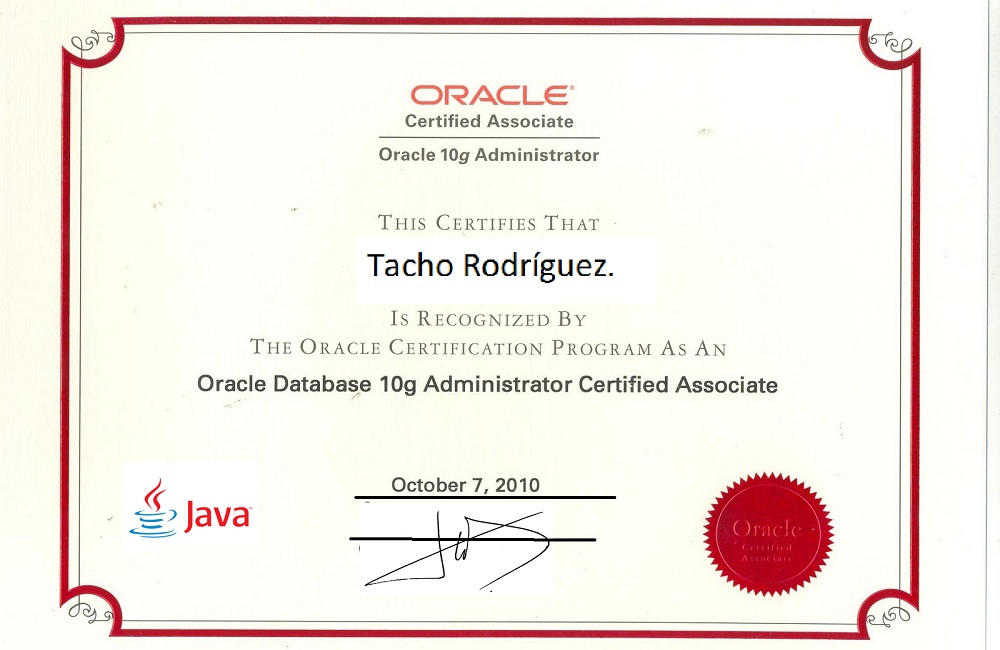 ORACLE®
Certified Associate
Oracle 10g Administrator
THIS CERTIFIES THAT
Tacho Rodríguez.
IS RECOGNIZED BY
THE ORACLE CERTIFICATION PROGRAM AS AN
Oracle Database 10g Administrator Certified Associate
October 7, 2010
Java
Oracle
Certified
Associate